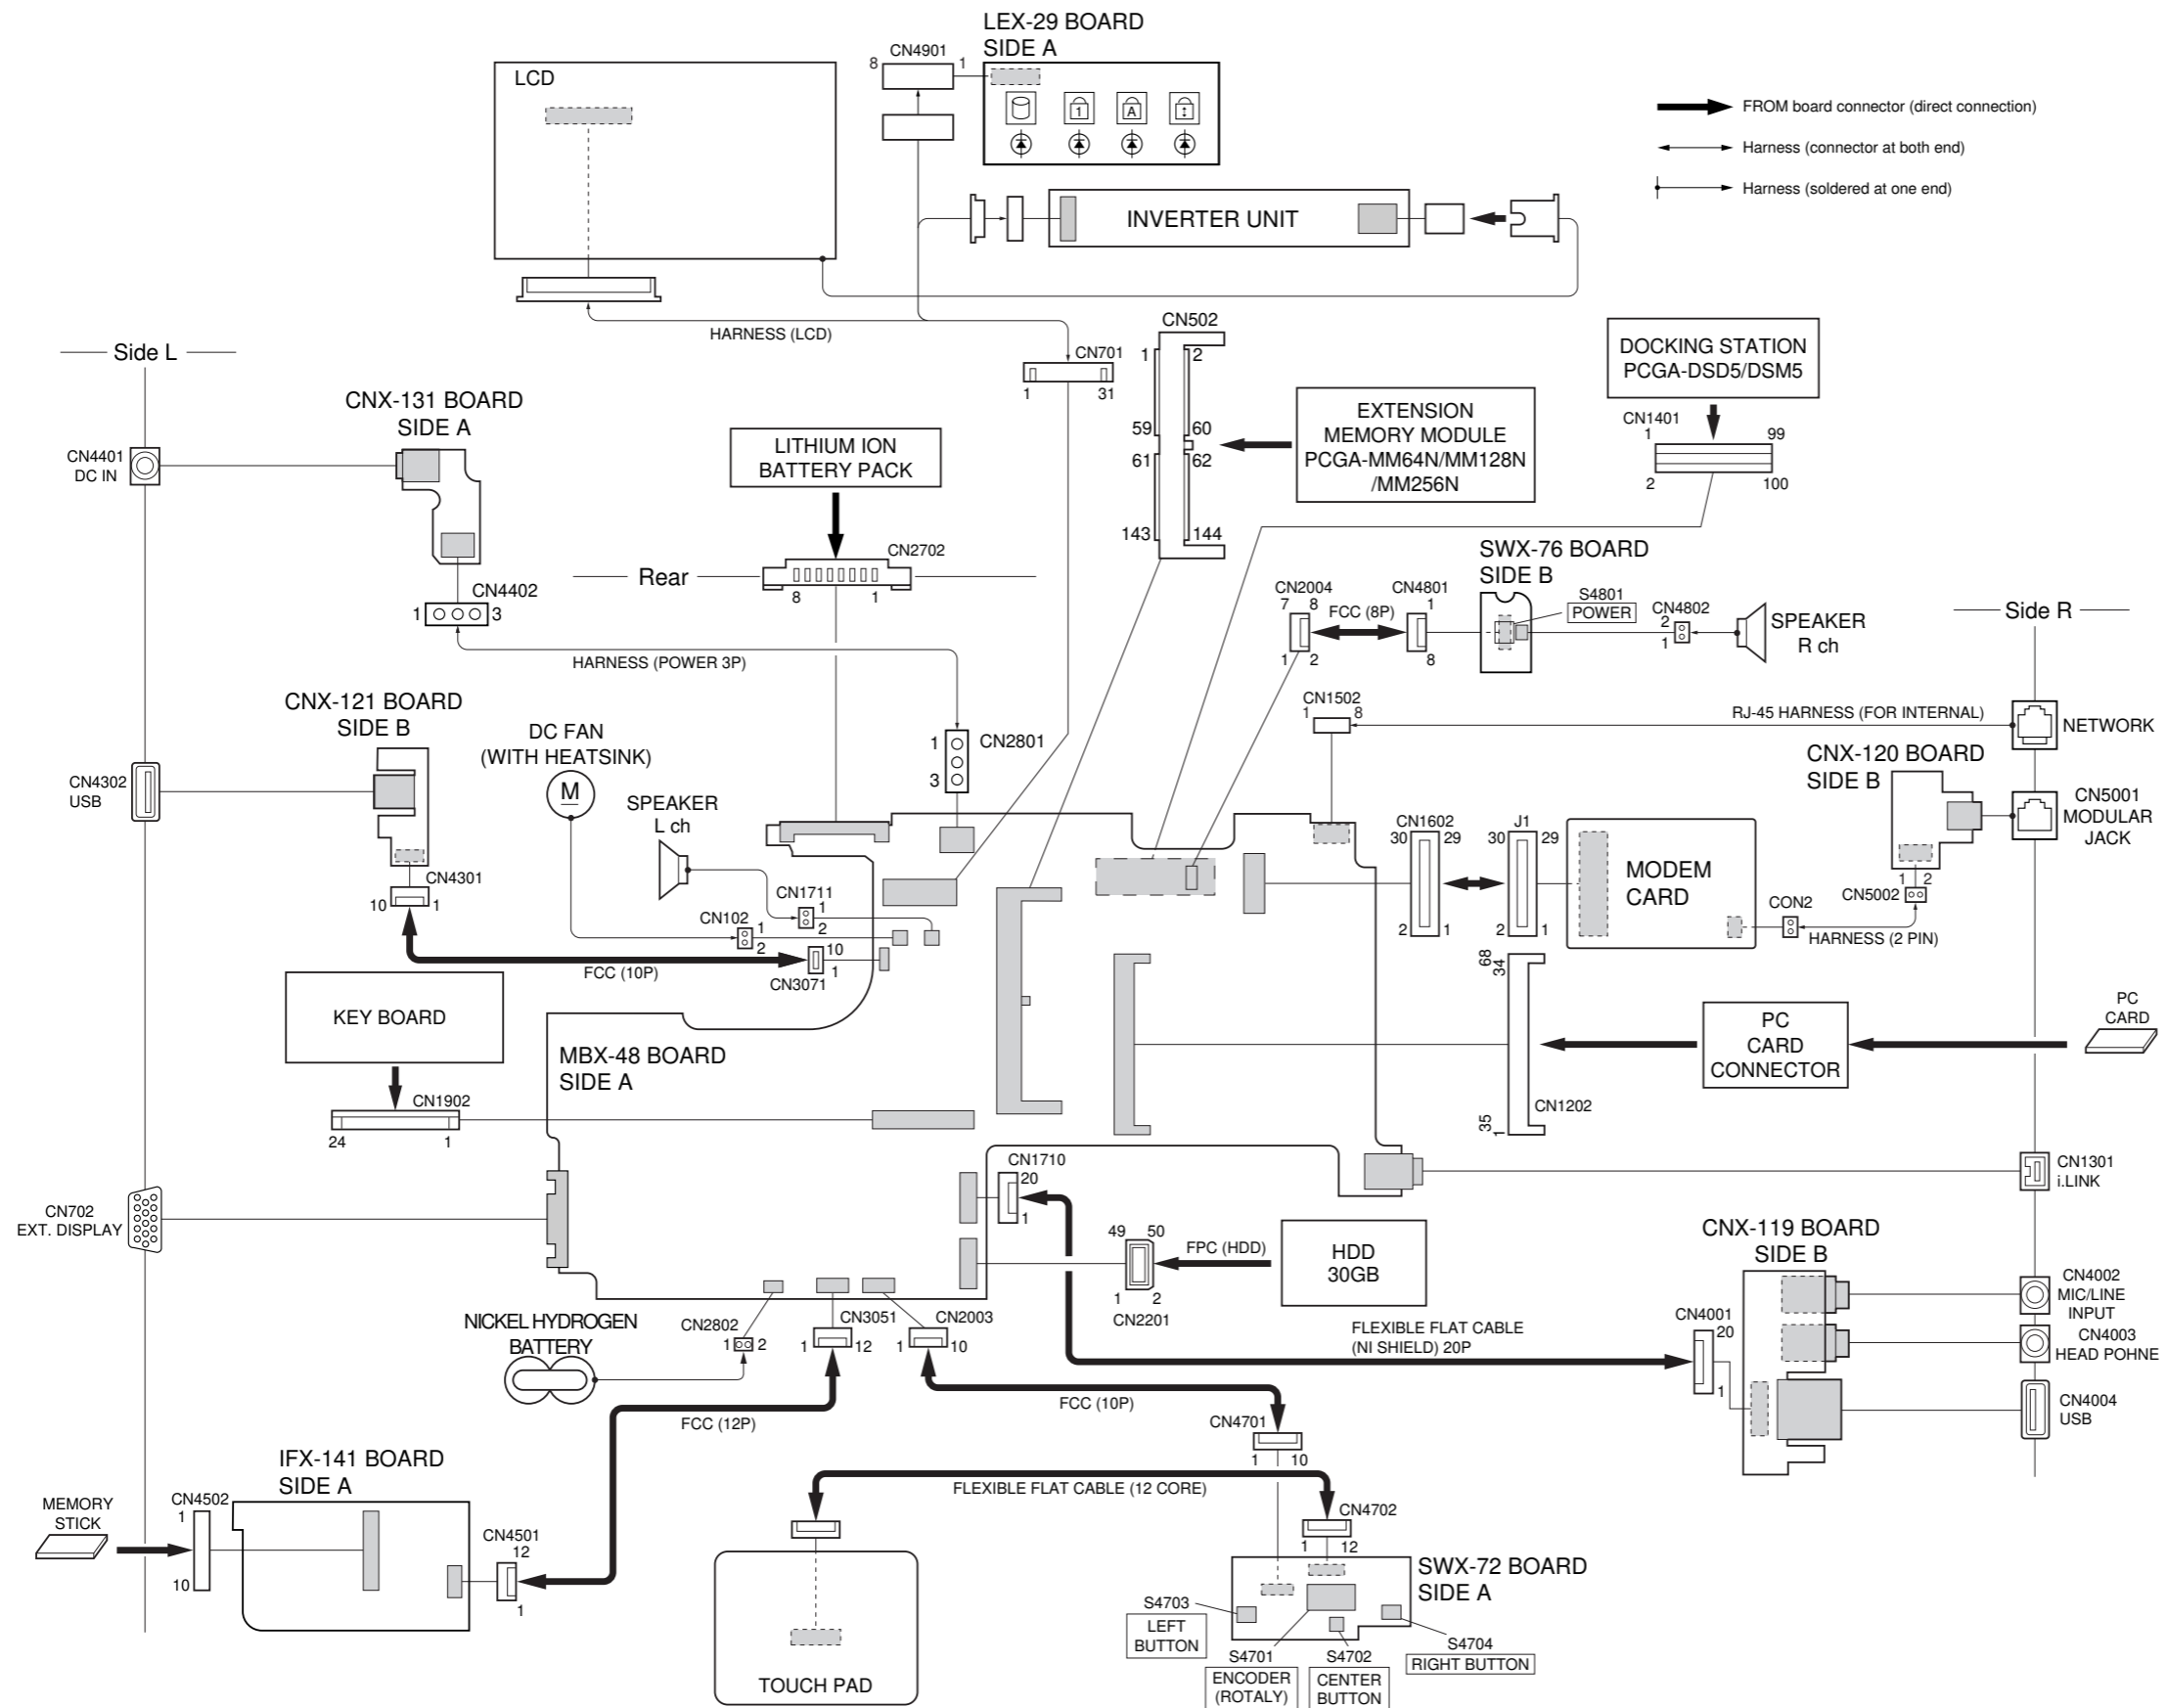 LEX-29 BOARD
SIDE A
CN4901
8 1
LCD
1 A
FROM board connector (direct connection)
Harness (connector at both end)
Harness (soldered at one end)
INVERTER UNIT
HARNESS (LCD)
CN701
1 31
CN502
1 2
59 60
61 62
143 144
EXTENSION
MEMORY MODULE
PCGA-MM64N/MM128N
/MM256N
DOCKING STATION
PCGA-DSD5/DSM5
CN1401
1 99
2 100
Side L
CNX-131 BOARD
SIDE A
CN4401
DC IN
CN4402
1 3
HARNESS (POWER 3P)
LITHIUM ION
BATTERY PACK
CN2702
Rear
8 1
SWX-76 BOARD
SIDE B
CN2004
7 8
1 2
FCC (8P)
CN4801
1
8
S4801
POWER
CN4802
2
1
SPEAKER
R ch
Side R
CNX-121 BOARD
SIDE B
CN4302
USB
CN4301
10 1
DC FAN
(WITH HEATSINK)
M
SPEAKER
L ch
CN2801
1
3
CN1711
1
2
CN102
1
2
FCC (10P)
CN3071
10
1
CN1502
1 8
RJ-45 HARNESS (FOR INTERNAL)
NETWORK
CNX-120 BOARD
SIDE B
CN5001
MODULAR
JACK
CN1602
30 29
2 1
J1
30 29
2 1
MODEM
CARD
CON2
CN5002
1 2
HARNESS (2 PIN)
KEY BOARD
MBX-48 BOARD
SIDE A
CN1902
24 1
68
34
35
1
CN1202
PC
CARD
CONNECTOR
PC
CARD
CN702
EXT. DISPLAY
CN1710
20
1
CN1301
i.LINK
49 50
1 2
CN2201
FPC (HDD)
HDD
30GB
CNX-119 BOARD
SIDE B
CN4002
MIC/LINE
INPUT
CN4003
HEAD POHNE
CN4004
USB
CN4001
20
1
FLEXIBLE FLAT CABLE
(NI SHIELD) 20P
NICKEL HYDROGEN
BATTERY
CN2802
1 2
CN3051
1 12
CN2003
1 10
FCC (12P)
FCC (10P)
CN4701
1 10
IFX-141 BOARD
SIDE A
MEMORY
STICK
CN4502
1
10
CN4501
12
1
FLEXIBLE FLAT CABLE (12 CORE)
CN4702
1 12
TOUCH PAD
SWX-72 BOARD
SIDE A
S4703
LEFT
BUTTON
S4701
ENCODER
(ROTALY)
S4702
CENTER
BUTTON
S4704
RIGHT BUTTON